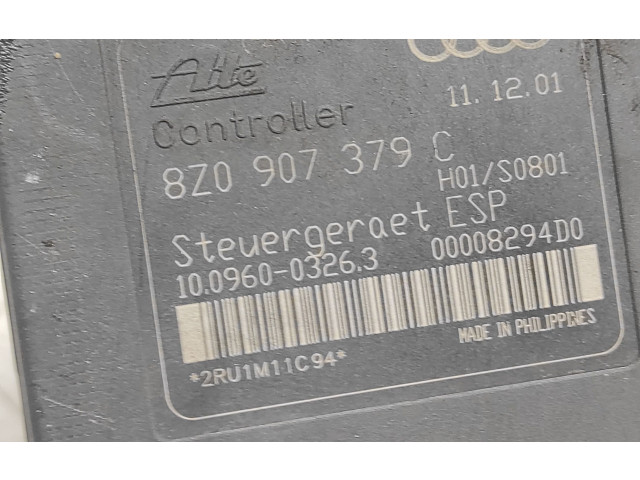 Ate
11. 12.01
Controller
8Z0 907 379 C
H01/S0801
Steuergeraet ESP
10.0960-0326.3 00008294D0
MADE IN PHILIPPINES
*2RU1M11C94*